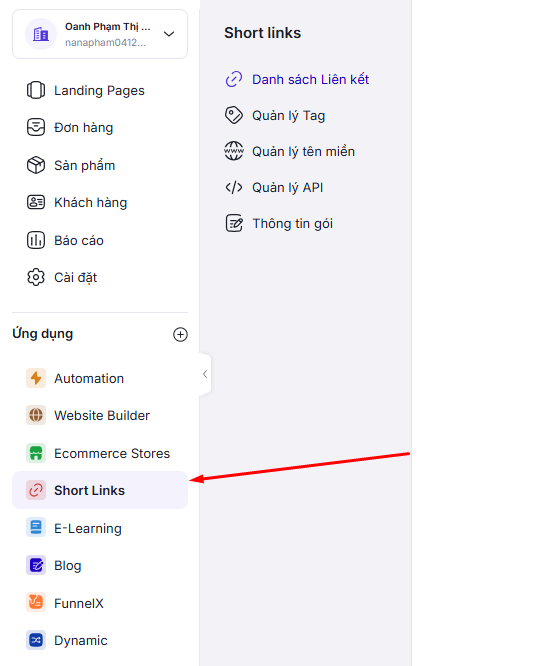 Oanh Phạm Thị ...
nanapham0412...
Landing Pages
Đơn hàng
Sản phẩm
Khách hàng
Báo cáo
Cài đặt
Ứng dụng
Automation
Website Builder
Ecommerce Stores
Short Links
E-Learning
Blog
FunnelX
Dynamic
Short links
Danh sách Liên kết
Quản lý Tag
WWW
Quản lý tên miền
Quản lý API
Thông tin gói